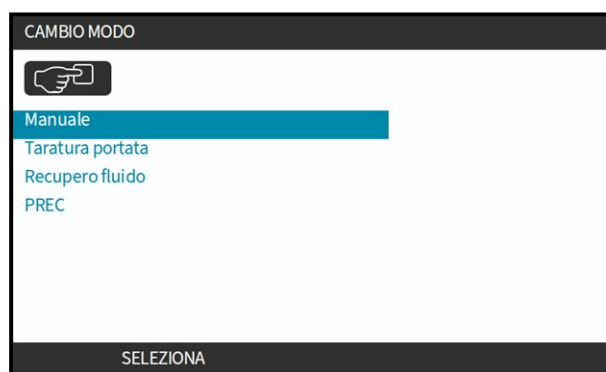 CAMBIO MODO
Manuale
Taratura portata
Recupero fluido
PREC
SELEZIONA